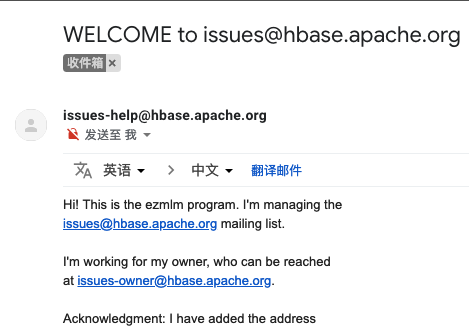 WELCOME to issues@hbase.apache.org
收件箱 ×
issues-help@hbase.apache.org
发送至 我
英语 > 中文 翻译邮件
Hi! This is the ezmlm program. I'm managing the
issues@hbase.apache.org mailing list.
I'm working for my owner, who can be reached
at issues-owner@hbase.apache.org.
Acknowledgment: I have added the address